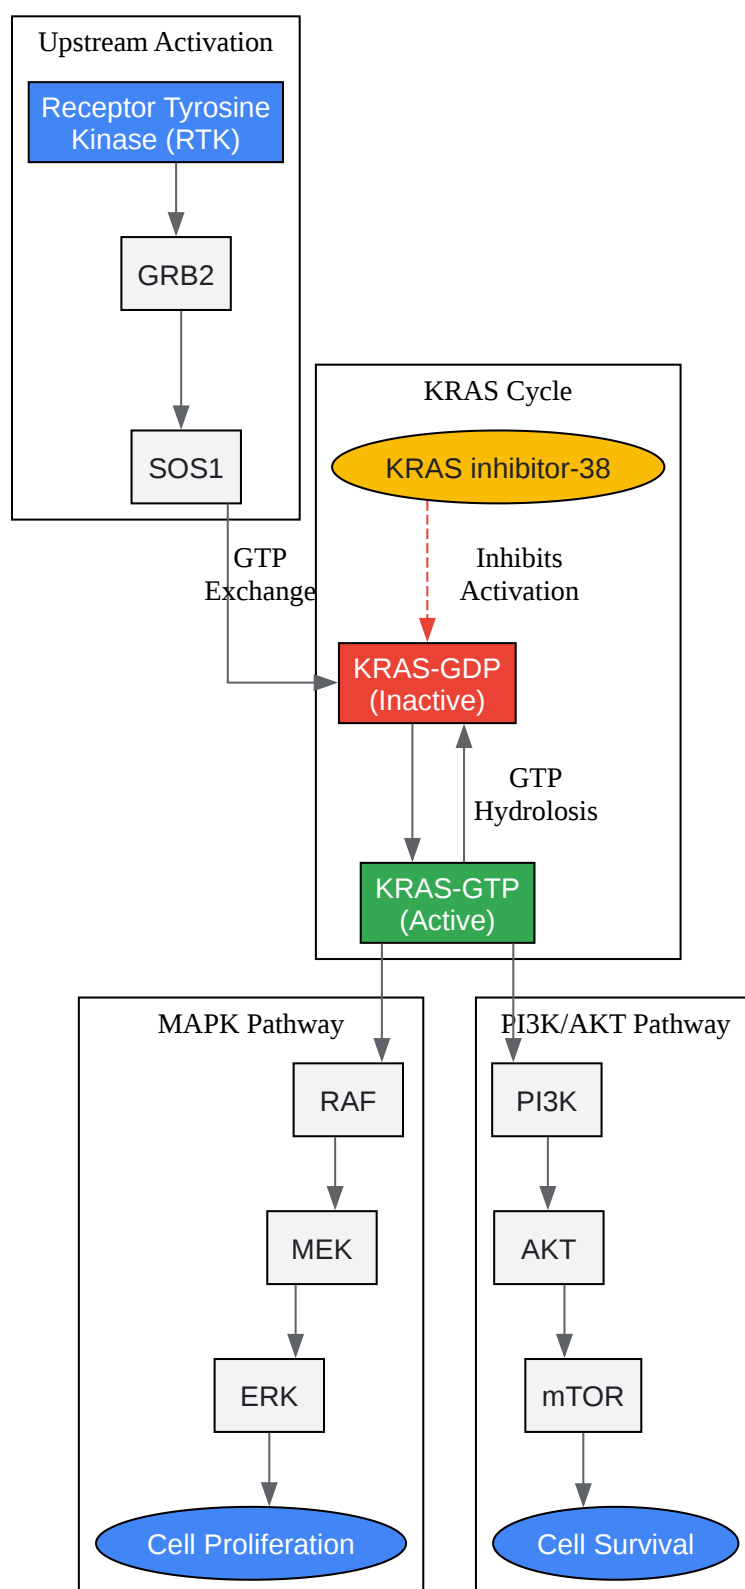 Upstream Activation
Receptor Tyrosine
Kinase (RTK)
GRB2
SOS1
GTP
Exchange
KRAS Cycle
KRAS inhibitor-38
Inhibits
Activation
KRAS-GDP
(Inactive)
GTP
Hydrolosis
KRAS-GTP
(Active)
MAPK Pathway
RAF
MEK
ERK
Cell Proliferation
PI3K/AKT Pathway
PI3K
AKT
mTOR
Cell Survival